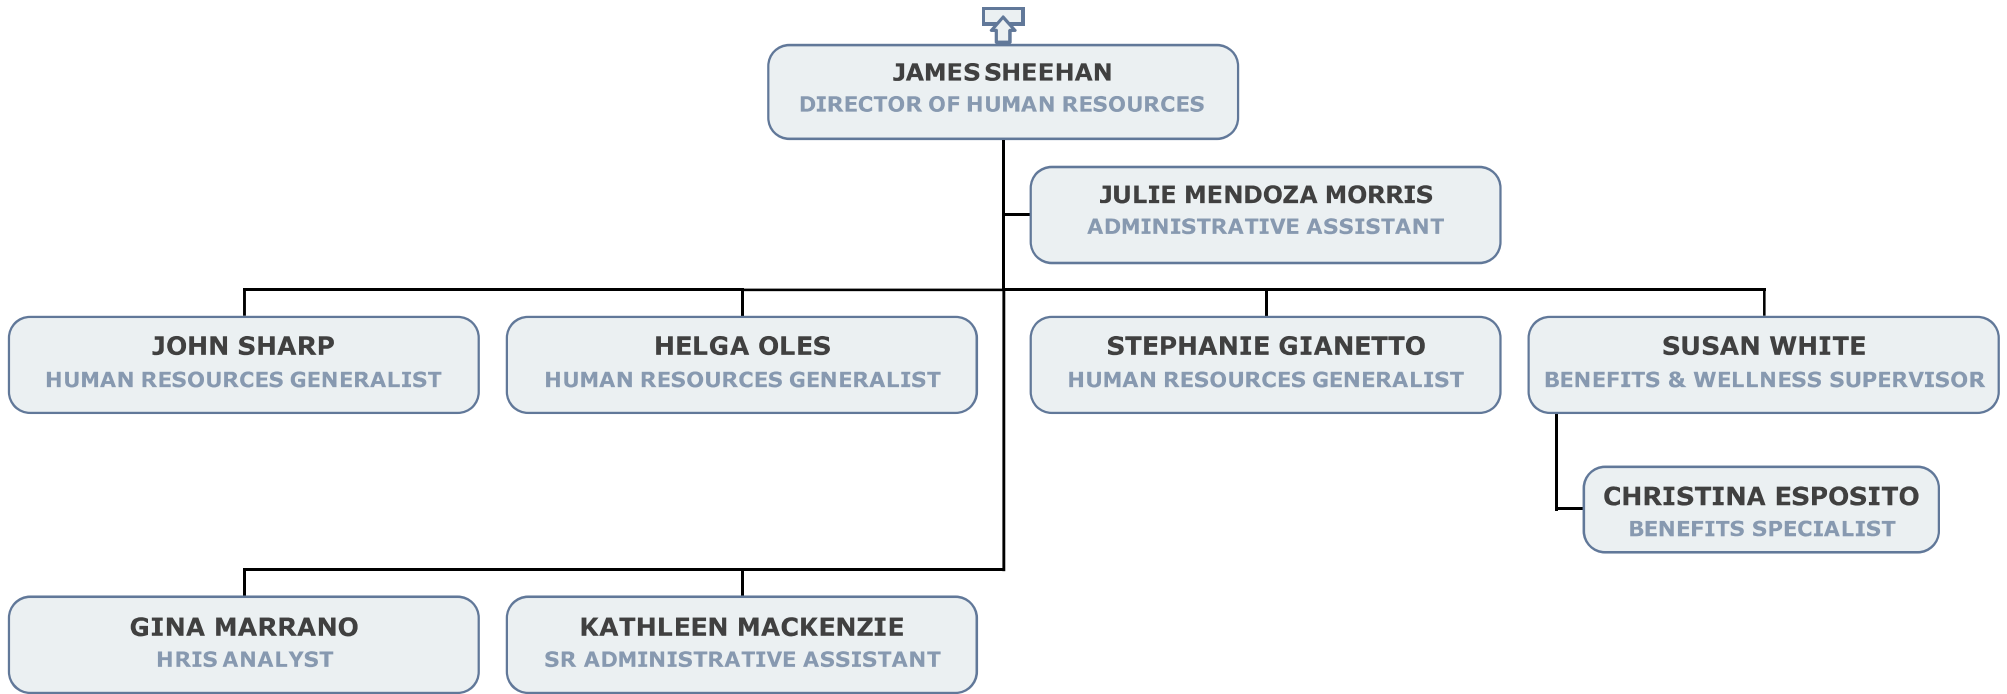 JAMES SHEEHAN
DIRECTOR OF HUMAN RESOURCES
JULIE MENDOZA MORRIS
ADMINISTRATIVE ASSISTANT
JOHN SHARP
HUMAN RESOURCES GENERALIST
HELGA OLES
HUMAN RESOURCES GENERALIST
STEPHANIE GIANETTO
HUMAN RESOURCES GENERALIST
SUSAN WHITE
BENEFITS & WELLNESS SUPERVISOR
CHRISTINA ESPOSITO
BENEFITS SPECIALIST
GINA MARRANO
HRIS ANALYST
KATHLEEN MACKENZIE
SR ADMINISTRATIVE ASSISTANT